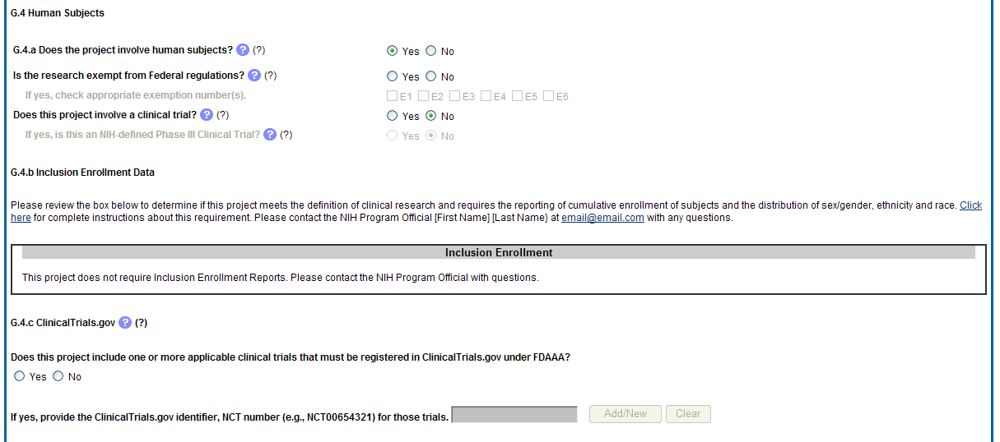 G.4 Human Subjects
G.4.a Does the project involve human subjects? ? (?) Yes No
Is the research exempt from Federal regulations? ? (?) Yes No
If yes, check appropriate exemption number(s). E1 E2 E3 E4 E5 E6
Does this project involve a clinical trial? ? (?) Yes No
If yes, is this an NIH-defined Phase III Clinical Trial? ? (?) Yes No
G.4.b Inclusion Enrollment Data
Please review the box below to determine if this project meets the definition of clinical research and requires the reporting of cumulative enrollment of subjects and the distribution of sex/gender, ethnicity and race. Click
here for complete instructions about this requirement. Please contact the NIH Program Official [First Name] [Last Name} at email@email.com with any questions.
Inclusion Enrollment
This project does not require Inclusion Enrollment Reports. Please contact the NIH Program Official with questions.
G.4.c ClinicalTrials.gov ? (?)
Does this project include one or more applicable clinical trials that must be registered in ClinicalTrials.gov under FDAAA?
Yes No
If yes, provide the ClinicalTrials.gov identifier, NCT number (e.g., NCT00654321) for those trials. Add/New Clear